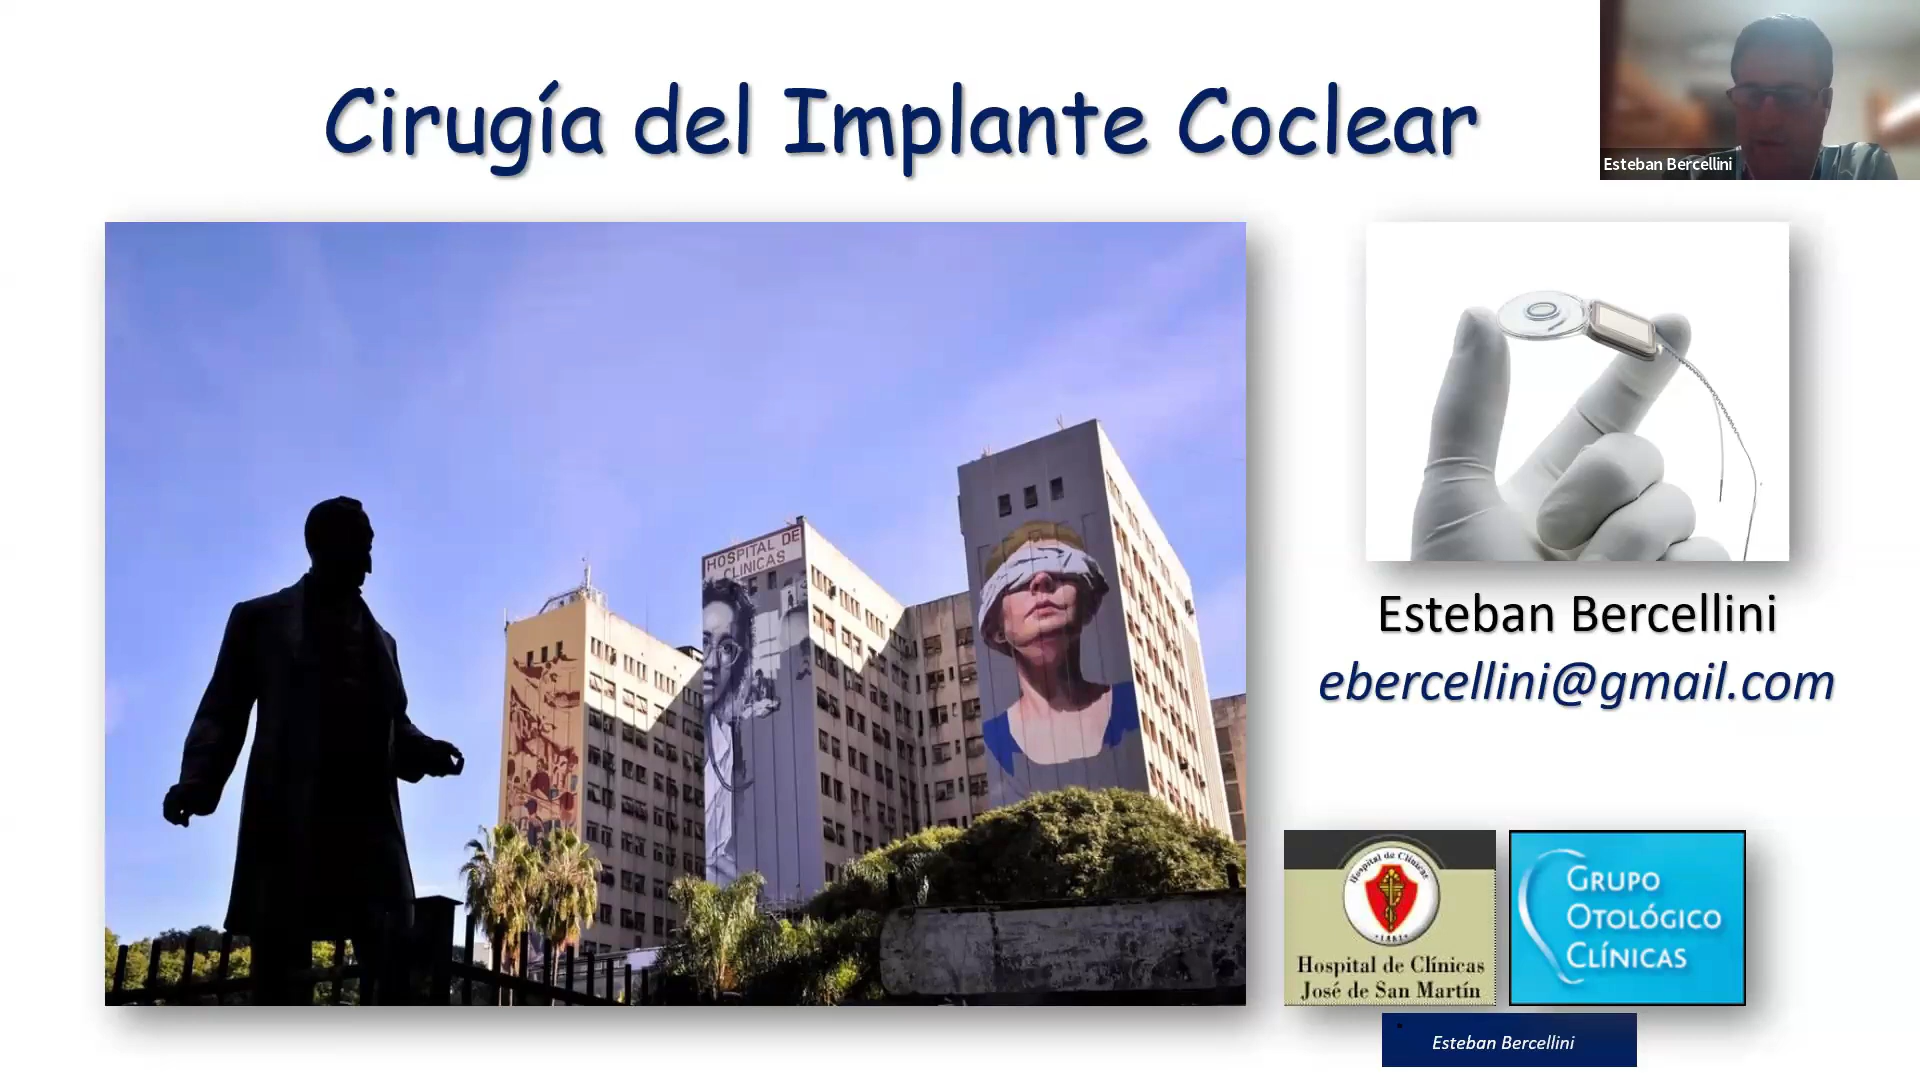 Cirugía del Implante Coclear
Esteban Bercellini
HOSPITAL DE
CLINICAS
Esteban Bercellini
ebercellini@gmail.com
Hospital de Clínicas
Hospital de Clínicas
José de San Martín
GRUPO
OTOLÓGICO
CLÍNICAS
Esteban Bercellini